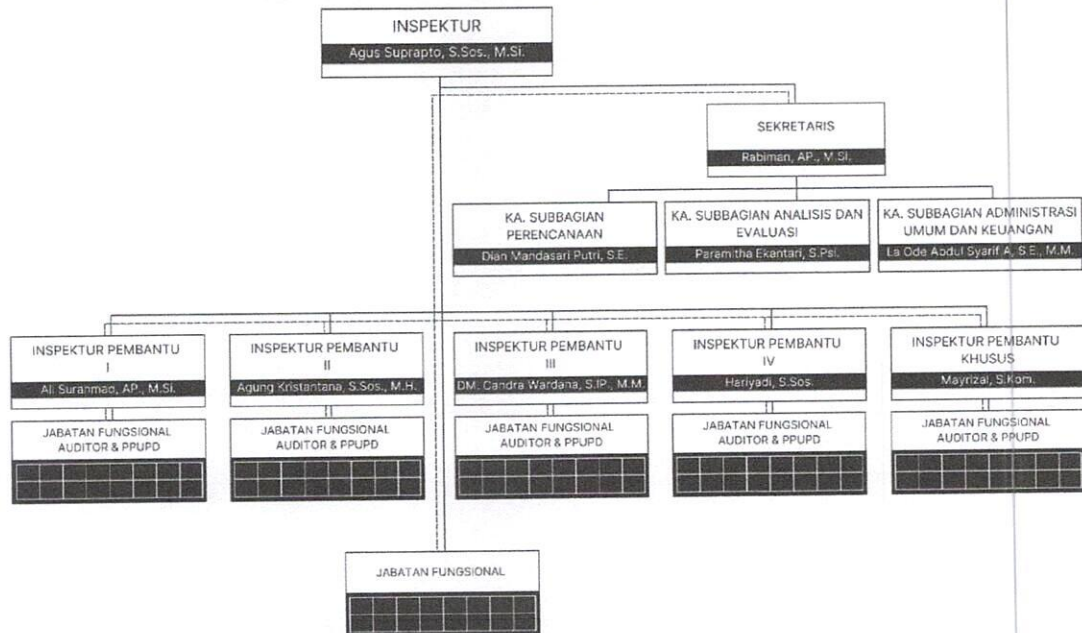 INSPEKTUR
Agus Suprapto, S.Sos., M.Si.
SEKRETARIS
Rabiman, AP., M.Si.
KA. SUBBAGIAN
PERENCANAAN
Dian Mandasari Putri, S.E.
KA. SUBBAGIAN ANALISIS DAN
EVALUASI
Paramitha Ekantari, S.Psi.
KA. SUBBAGIAN ADMINISTRASI
UMUM DAN KEUANGAN
La Ode Abdul Syarif A, S.E., M.M.
INSPEKTUR PEMBANTU
I
Ali Surahmao, AP., M.Si.
INSPEKTUR PEMBANTU
II
Agung Kristantana, S.Sos., M.H.
INSPEKTUR PEMBANTU
III
DM. Candra Wardana, S.IP., M.M.
INSPEKTUR PEMBANTU
IV
Hariyadi, S.Sos.
INSPEKTUR PEMBANTU
KHUSUS
Mayrizal, S.Kom.
JABATAN FUNGSIONAL
AUDITOR & PPUPD
JABATAN FUNGSIONAL
AUDITOR & PPUPD
JABATAN FUNGSIONAL
AUDITOR & PPUPD
JABATAN FUNGSIONAL
AUDITOR & PPUPD
JABATAN FUNGSIONAL
AUDITOR & PPUPD
JABATAN FUNGSIONAL